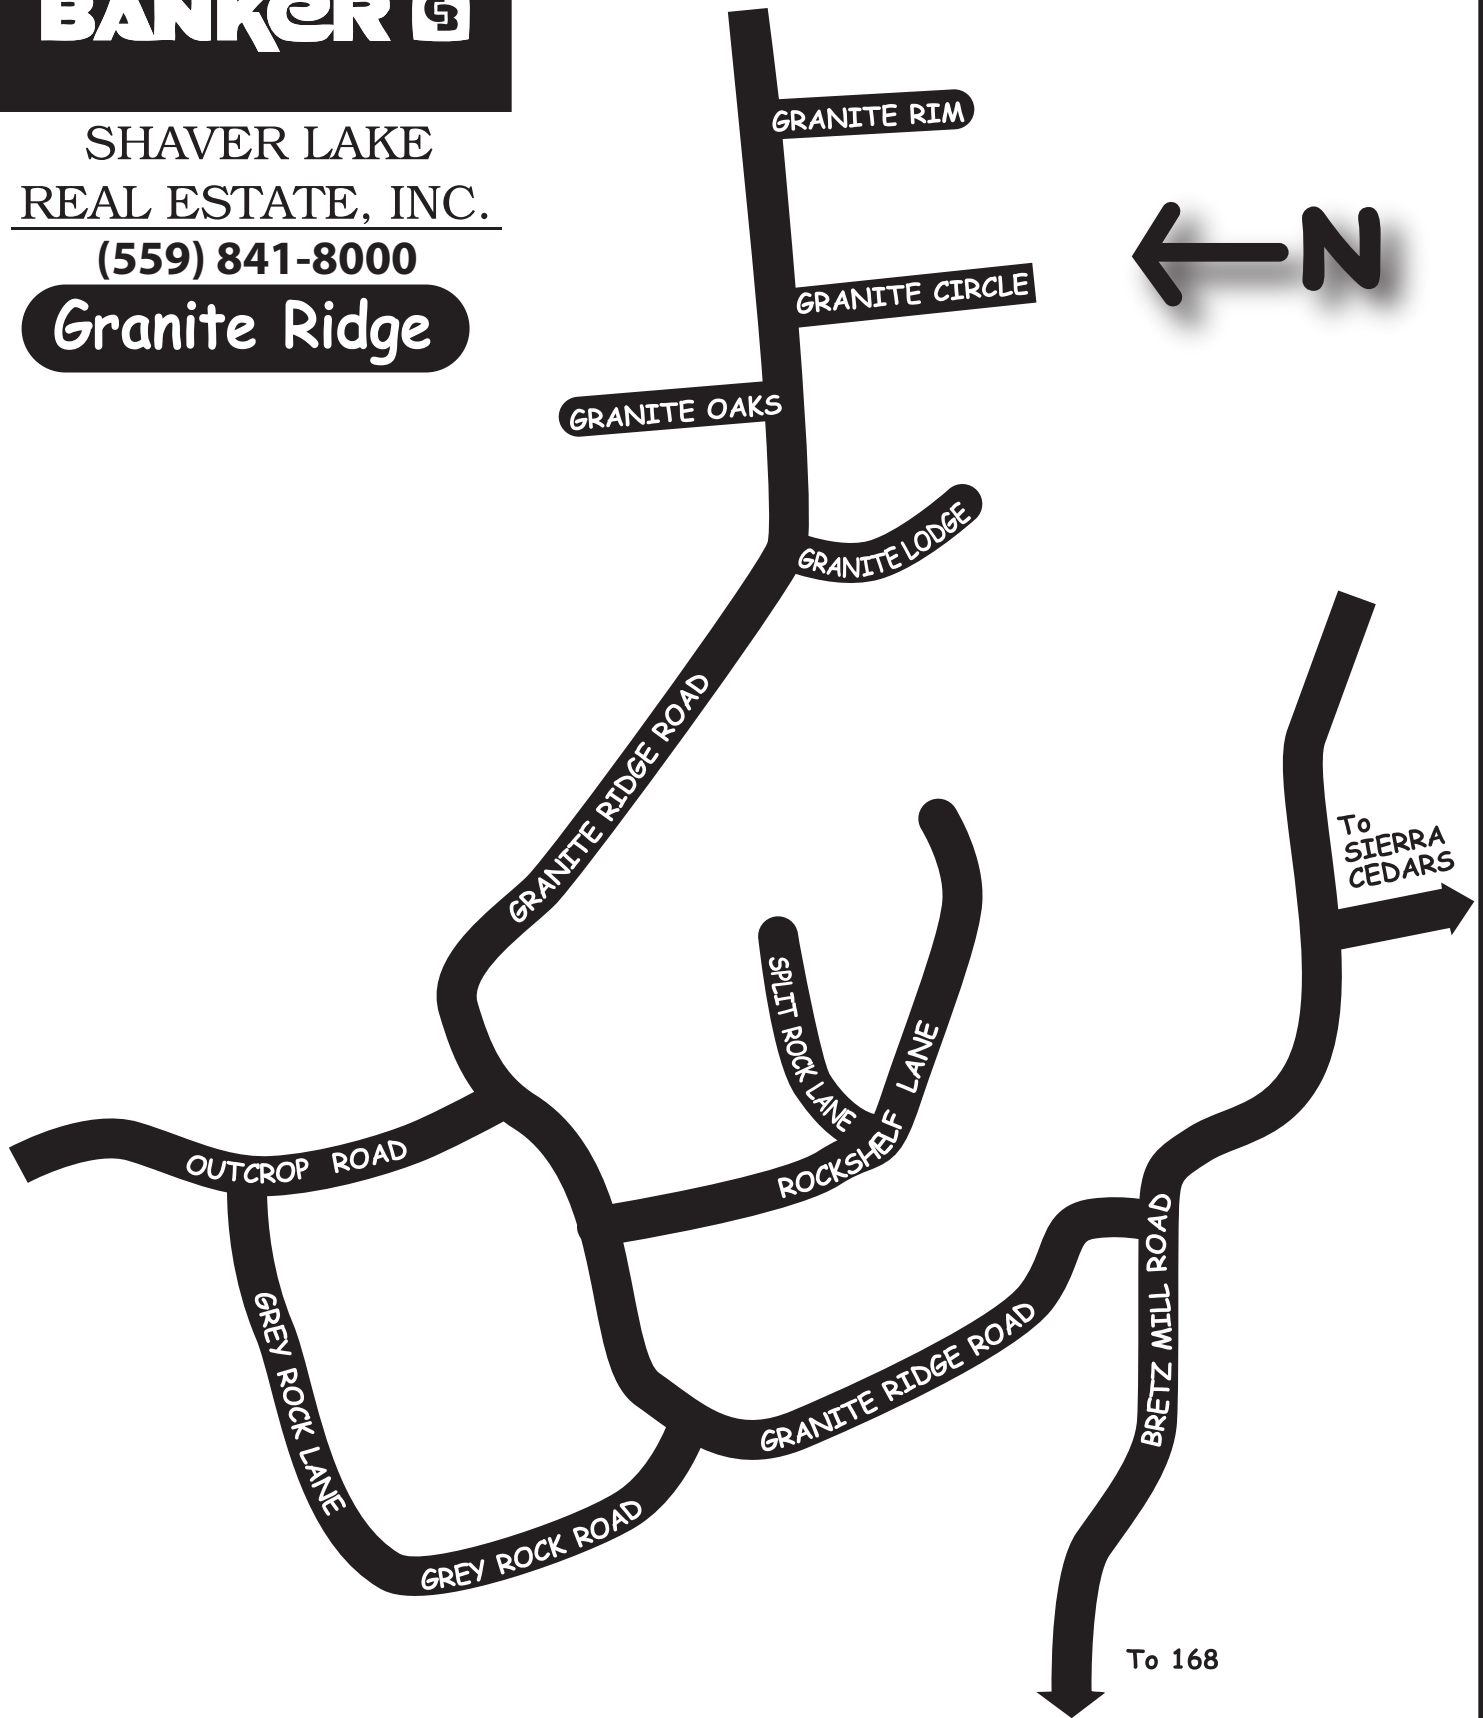 BANKER CB
SHAVER LAKE
REAL ESTATE, INC.
(559) 841-8000
Granite Ridge
GRANITE RIM
N
GRANITE CIRCLE
GRANITE OAKS
GRANITE LODGE
GRANITE RIDGE ROAD
To
SIERRA
CEDARS
SPLIT ROCK LANE
ROCKSHELF LANE
OUTCROP ROAD
GREY ROCK LANE
GRANITE RIDGE ROAD
BRETZ MILL ROAD
GREY ROCK ROAD
To 168